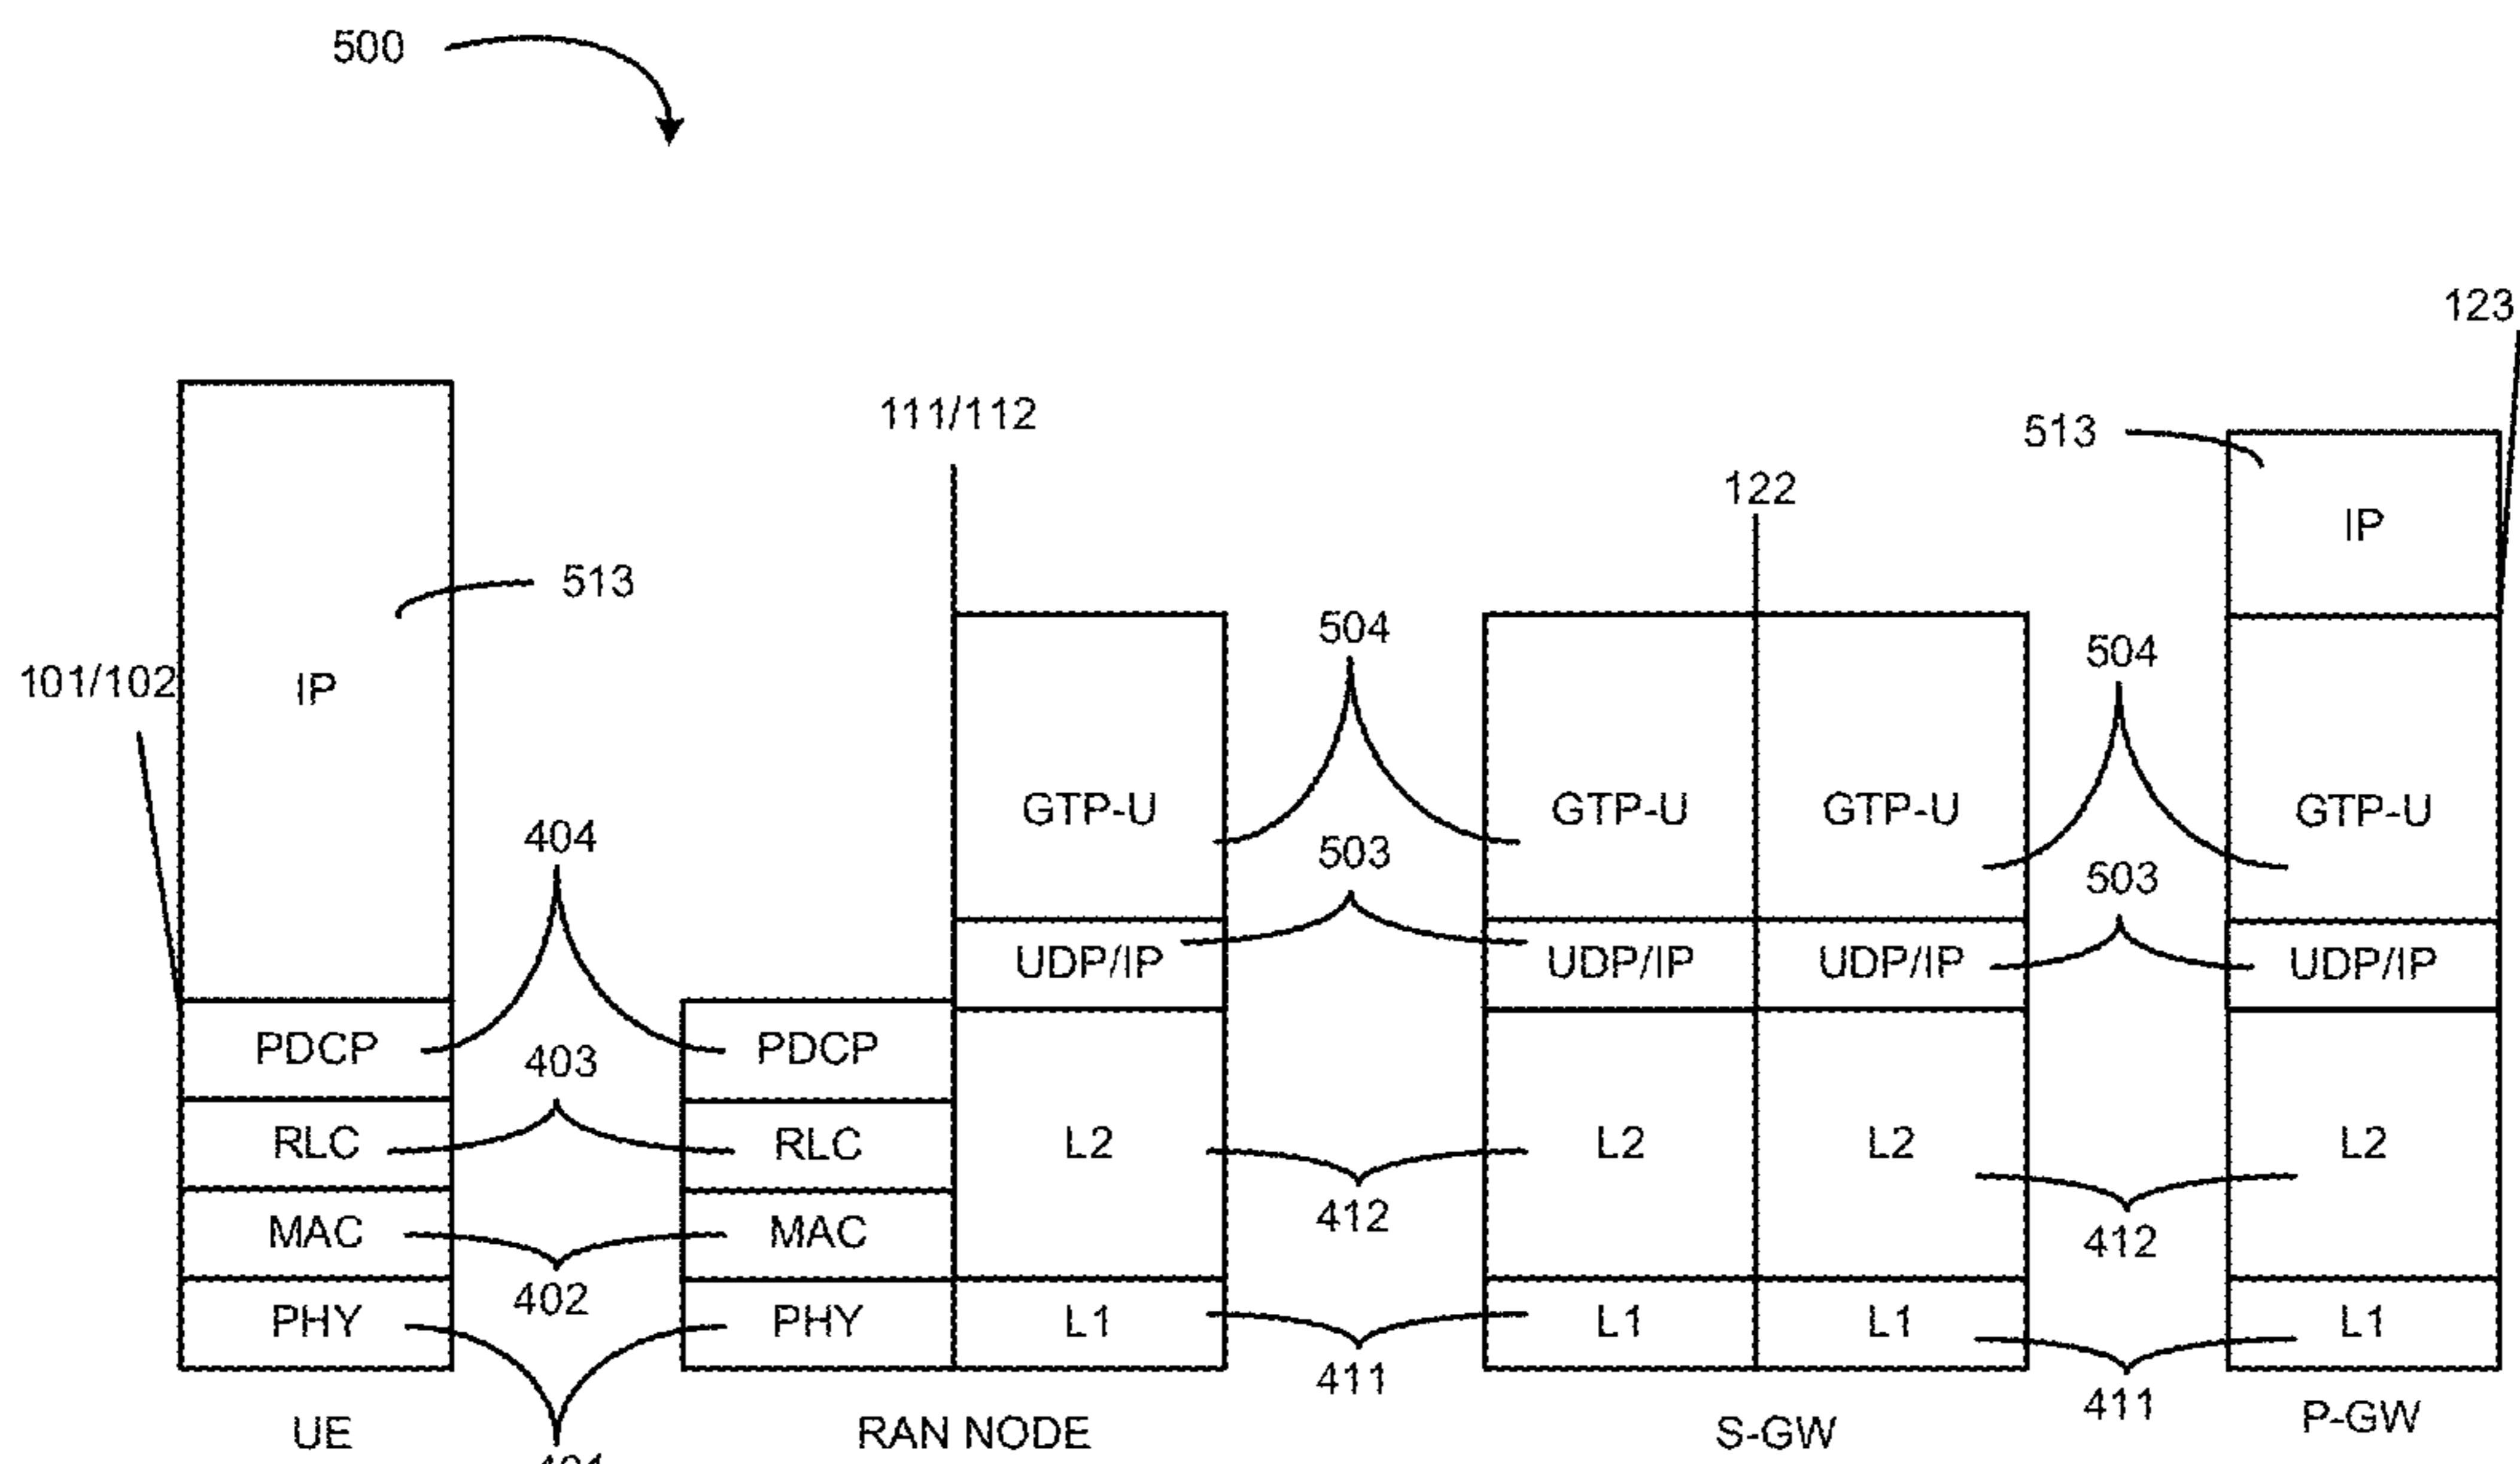 500
123
111/112
513
122
IP
513
504
504
101/102
IP
GTP-U
GTP-U
GTP-U
GTP-U
404
503
503
UDP/IP
UDP/IP
UDP/IP
UDP/IP
PDCP
PDCP
403
RLC
RLC
L2
L2
L2
L2
MAC
MAC
412
412
402
PHY
PHY
L1
L1
L1
L1
411
411
UE
RAN NODE
S-GW
P-GW